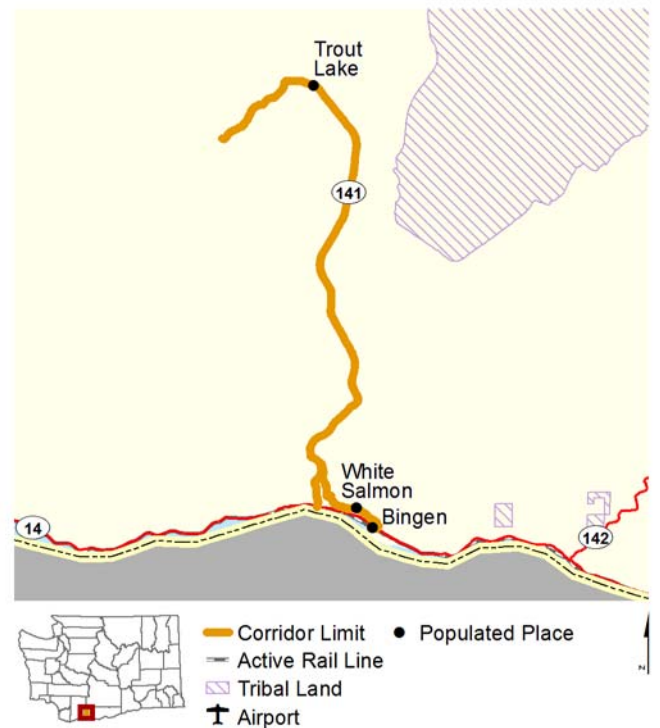 Trout
Lake
141
White
Salmon
Bingen
14
142
Corridor Limit
Populated Place
Active Rail Line
Tribal Land
Airport
N